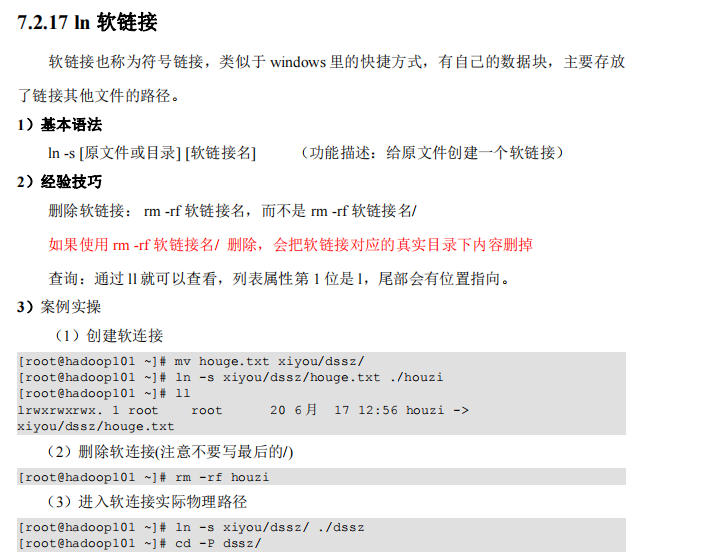 7.2.17 ln 软链接
软链接也称为符号链接，类似于 windows 里的快捷方式，有自己的数据块，主要存放
了链接其他文件的路径。
1）基本语法
ln -s [原文件或目录] [软链接名] （功能描述：给原文件创建一个软链接）
2）经验技巧
删除软链接： rm -rf 软链接名，而不是 rm -rf 软链接名/
如果使用 rm -rf 软链接名/ 删除，会把软链接对应的真实目录下内容删掉
查询：通过 ll 就可以查看，列表属性第 1 位是 l，尾部会有位置指向。
3）案例实操
（1）创建软连接
[root@hadoop101 ~]# mv houge.txt xiyou/dssz/
[root@hadoop101 ~]# ln -s xiyou/dssz/houge.txt ./houzi
[root@hadoop101 ~]# ll
lrwxrwxrwx. 1 root root 20 6月 17 12:56 houzi ->
xiyou/dssz/houge.txt
（2）删除软连接(注意不要写最后的/)
[root@hadoop101 ~]# rm -rf houzi
（3）进入软连接实际物理路径
[root@hadoop101 ~]# ln -s xiyou/dssz/ ./dssz
[root@hadoop101 ~]# cd -P dssz/